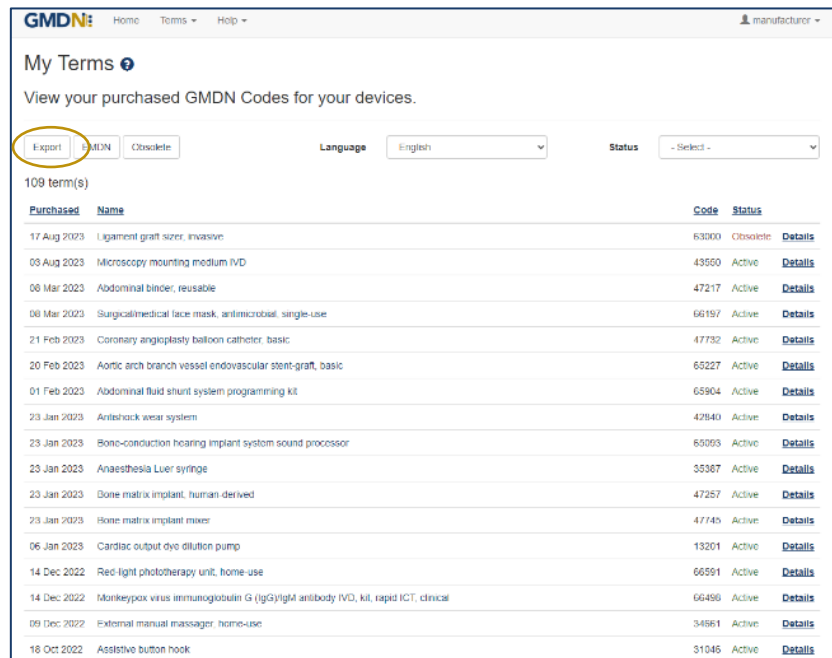 GMDN Home Terms Help manufacturer
My Terms ?
View your purchased GMDN Codes for your devices.
Export EMDN Obsolete Language English Status - Select -
109 term(s)
Purchased Name Code Status
17 Aug 2023 Ligament graft sizer, invasive 63000 Obsolete Details
03 Aug 2023 Microscopy mounting medium IVD 43560 Active Details
08 Mar 2023 Abdominal binder, reusable 47217 Active Details
08 Mar 2023 Surgical/medical face mask, antimicrobial, single-use 66197 Active Details
21 Feb 2023 Coronary angioplasty balloon catheter, basic 47732 Active Details
20 Feb 2023 Aortic arch branch vessel endovascular stent-graft, basic 65227 Active Details
01 Feb 2023 Abdominal fluid shunt system programming kit 65904 Active Details
23 Jan 2023 Antishock wear system 42840 Active Details
23 Jan 2023 Bone-conduction hearing implant system sound processor 65093 Active Details
23 Jan 2023 Anaesthesia Luer syringe 35387 Active Details
23 Jan 2023 Bone matrix implant, human-derived 47257 Active Details
23 Jan 2023 Bone matrix implant mixer 47745 Active Details
06 Jan 2023 Cardiac output dye dilution pump 13201 Active Details
14 Dec 2022 Red-light phototherapy unit, home-use 66591 Active Details
14 Dec 2022 Monkeypox virus immunoglobulin G (IgG)/IgM antibody IVD, kit, rapid ICT, clinical 66496 Active Details
09 Dec 2022 External manual massager, home-use 34661 Active Details
18 Oct 2022 Assistive button hook 31046 Active Details